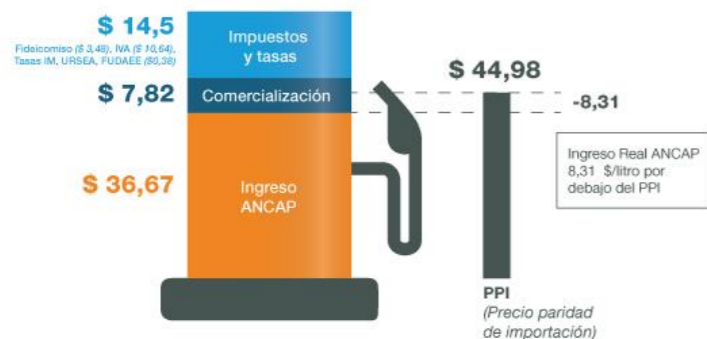 $ 14,5
Fideicomiso ($ 3,48), IVA ($ 10,64),
Tasas IM, URSEA, FUDAEE ($0,38)
Impuestos
y tasas
$ 7,82
Comercialización
$ 36,67
Ingreso
ANCAP
$ 44,98
-8,31
Ingreso Real ANCAP
8,31 $/litro por
debajo del PPI
PPI
(Precio paridad
de importación)